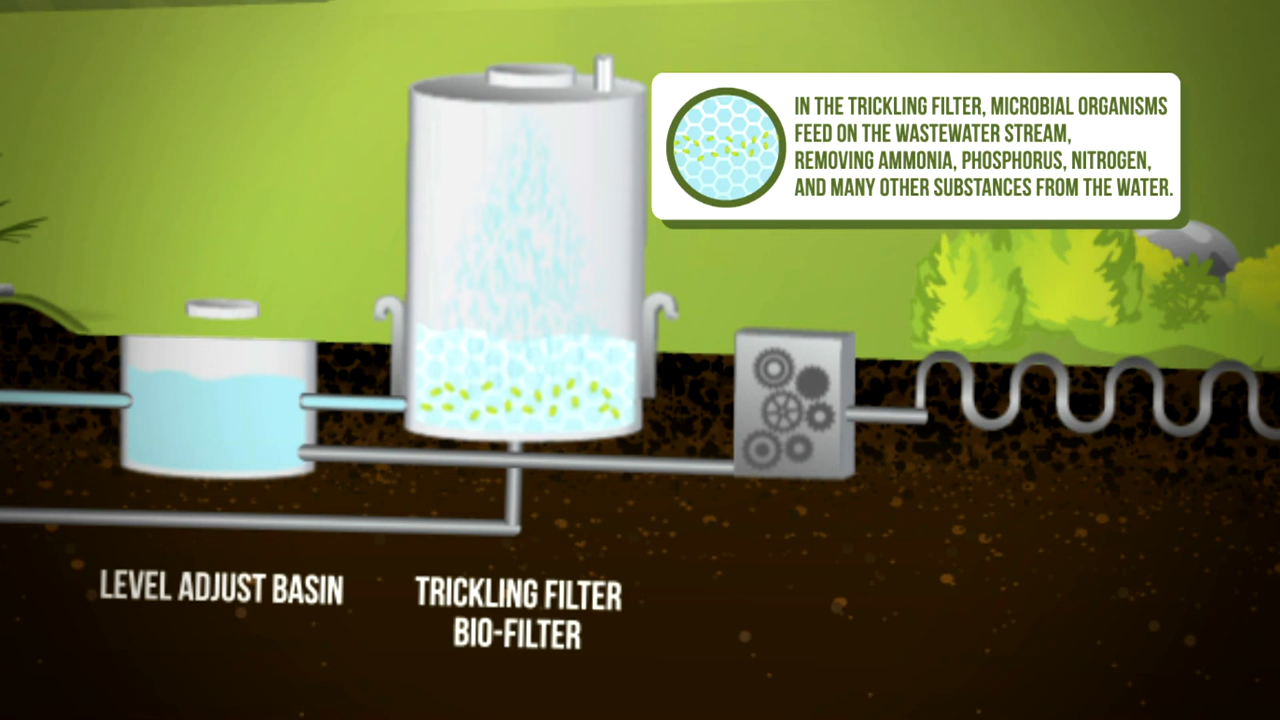 IN THE TRICKLING FILTER, MICROBIAL ORGANISMS
FEED ON THE WASTEWATER STREAM,
REMOVING AMMONIA, PHOSPHORUS, NITROGEN,
AND MANY OTHER SUBSTANCES FROM THE WATER.
LEVEL ADJUST BASIN
TRICKLING FILTER
BIO-FILTER